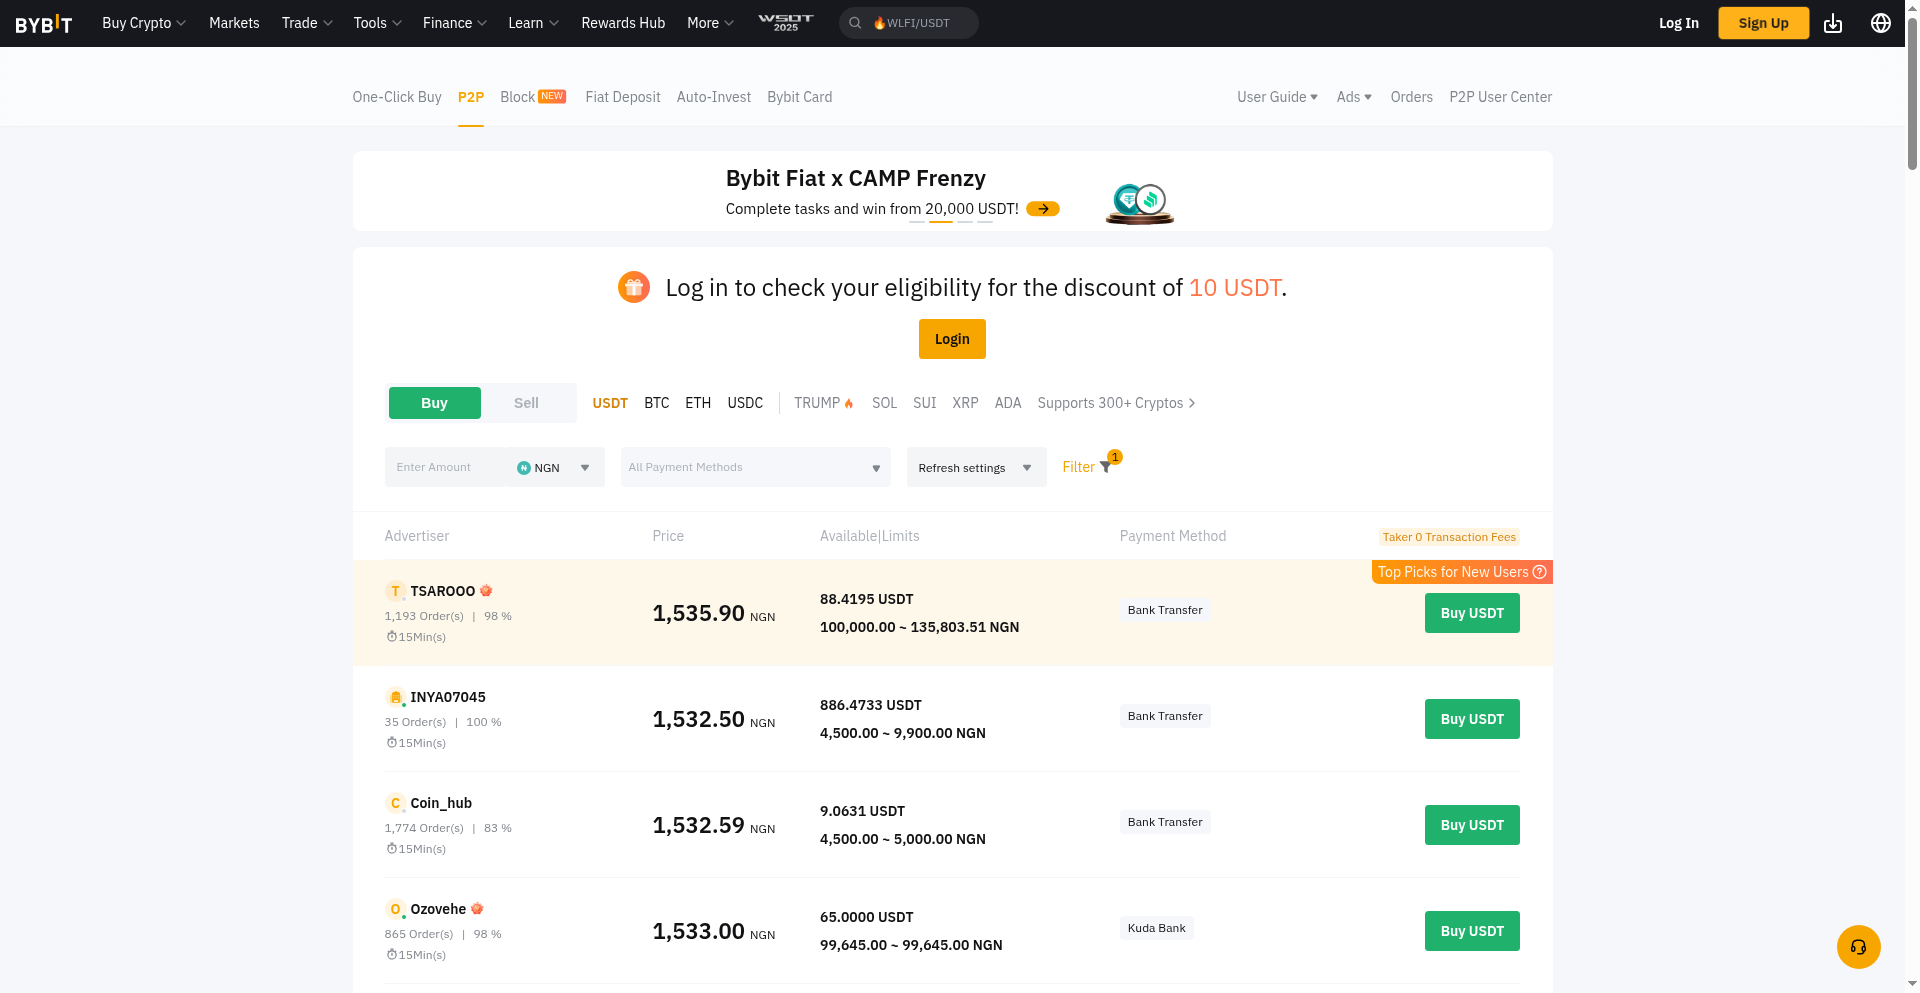 BYBIT Buy Crypto Markets Trade Tools Finance Learn Rewards Hub More WSOT 2025 WLFI/USDT Log In Sign Up
One-Click Buy P2P Block NEW Fiat Deposit Auto-Invest Bybit Card User Guide Ads Orders P2P User Center
Bybit Fiat x CAMP Frenzy
Complete tasks and win from 20,000 USDT!
Log in to check your eligibility for the discount of 10 USDT.
Login
Buy Sell USDT BTC ETH USDC TRUMP SOL SUI XRP ADA Supports 300+ Cryptos
Enter Amount NGN All Payment Methods Refresh settings Filter 1
Advertiser Price Available|Limits Payment Method Taker 0 Transaction Fees
Top Picks for New Users
T TSAROOO
1,193 Order(s) | 98 %
15Min(s)
1,535.90 NGN
88.4195 USDT
100,000.00 ~ 135,803.51 NGN
Bank Transfer
Buy USDT
INYA07045
35 Order(s) | 100 %
15Min(s)
1,532.50 NGN
886.4733 USDT
4,500.00 ~ 9,900.00 NGN
Bank Transfer
Buy USDT
C Coin_hub
1,774 Order(s) | 83 %
15Min(s)
1,532.59 NGN
9.0631 USDT
4,500.00 ~ 5,000.00 NGN
Bank Transfer
Buy USDT
O Ozovehe
865 Order(s) | 98 %
15Min(s)
1,533.00 NGN
65.0000 USDT
99,645.00 ~ 99,645.00 NGN
Kuda Bank
Buy USDT